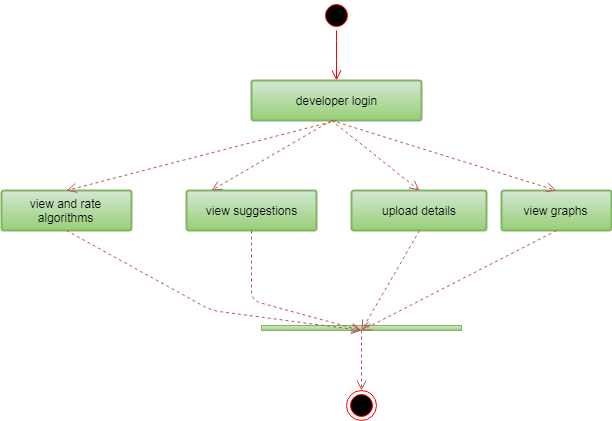 developer login
view and rate
algorithms
view suggestions
upload details
view graphs